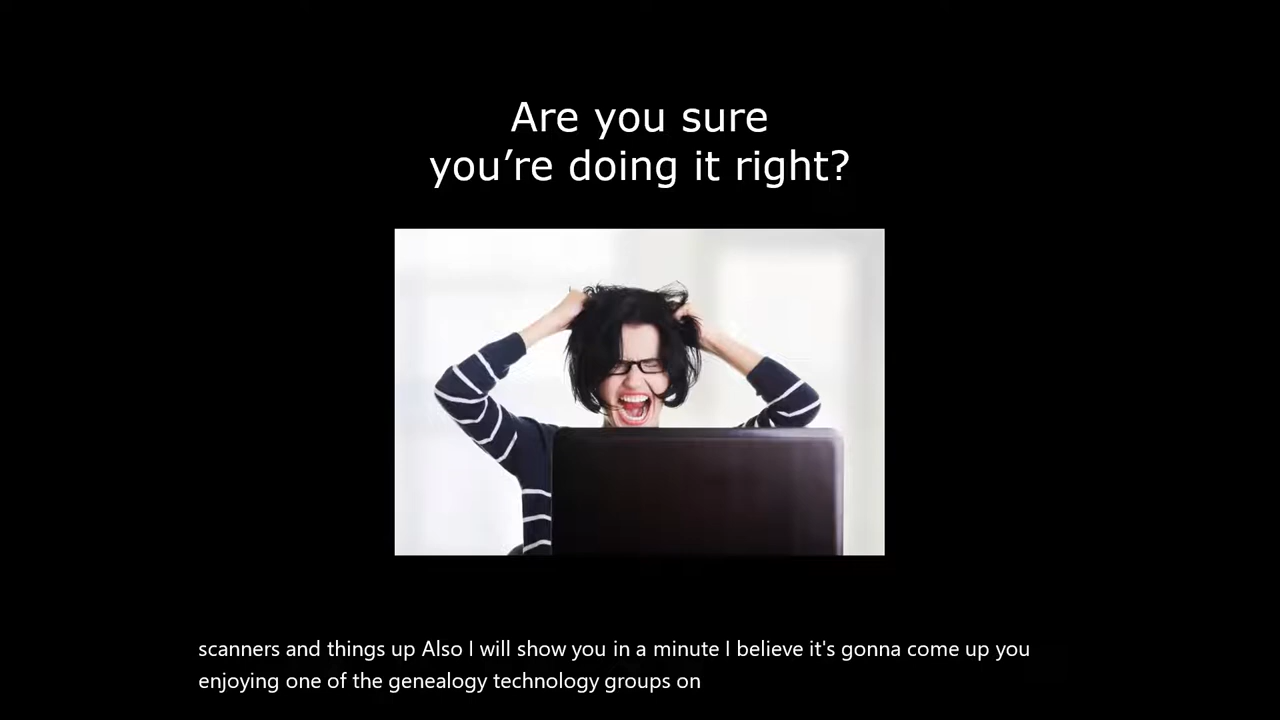 Are you sure
you’re doing it right?
scanners and things up Also I will show you in a minute I believe it's gonna come up you
enjoying one of the genealogy technology groups on